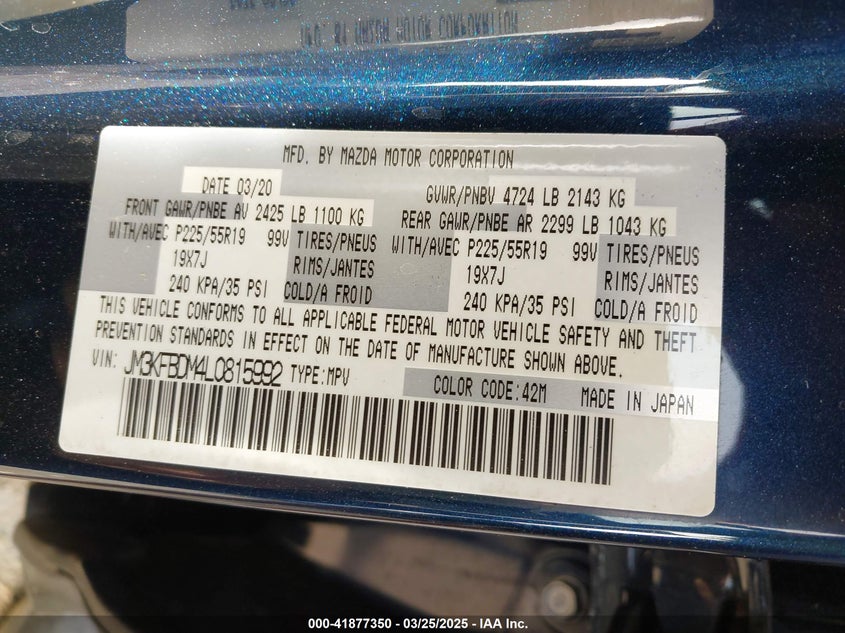 MFD. BY MAZDA MOTOR CORPORATION
DATE 03/20 GVWR/PNBV 4724 LB 2143 KG
FRONT GAWR/PNBE AV 2425 LB 1100 KG REAR GAWR/PNBE AR 2299 LB 1043 KG
WITH/AVEC P225/55R19 99V TIRES/PNEUS WITH/AVEC P225/55R19 99V TIRES/PNEUS
19X7J RIMS/JANTES 19X7J RIMS/JANTES
240 KPA/35 PSI COLD/A FROID 240 KPA/35 PSI COLD/A FROID
THIS VEHICLE CONFORMS TO ALL APPLICABLE FEDERAL MOTOR VEHICLE SAFETY AND THEFT
PREVENTION STANDARDS IN EFFECT ON THE DATE OF MANUFACTURE SHOWN ABOVE.
VIN: JM3KFBDM4L0815992 TYPE:MPV COLOR CODE:42M MADE IN JAPAN
000-41877350 — 03/25/2025 — IAA Inc.